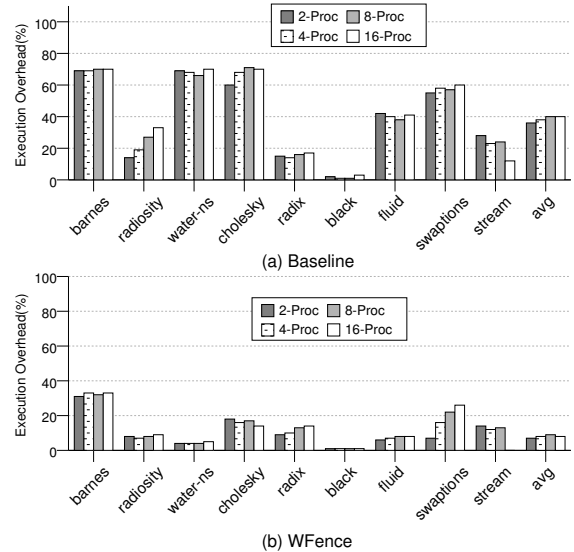 100
80
60
40
20
0
Execution Overhead(%)
2-Proc 8-Proc
4-Proc 16-Proc
barnes radiosity water-ns cholesky radix black fluid swaptions stream avg
(a) Baseline
100
80
60
40
20
0
Execution Overhead(%)
2-Proc 8-Proc
4-Proc 16-Proc
barnes radiosity water-ns cholesky radix black fluid swaptions stream avg
(b) WFence